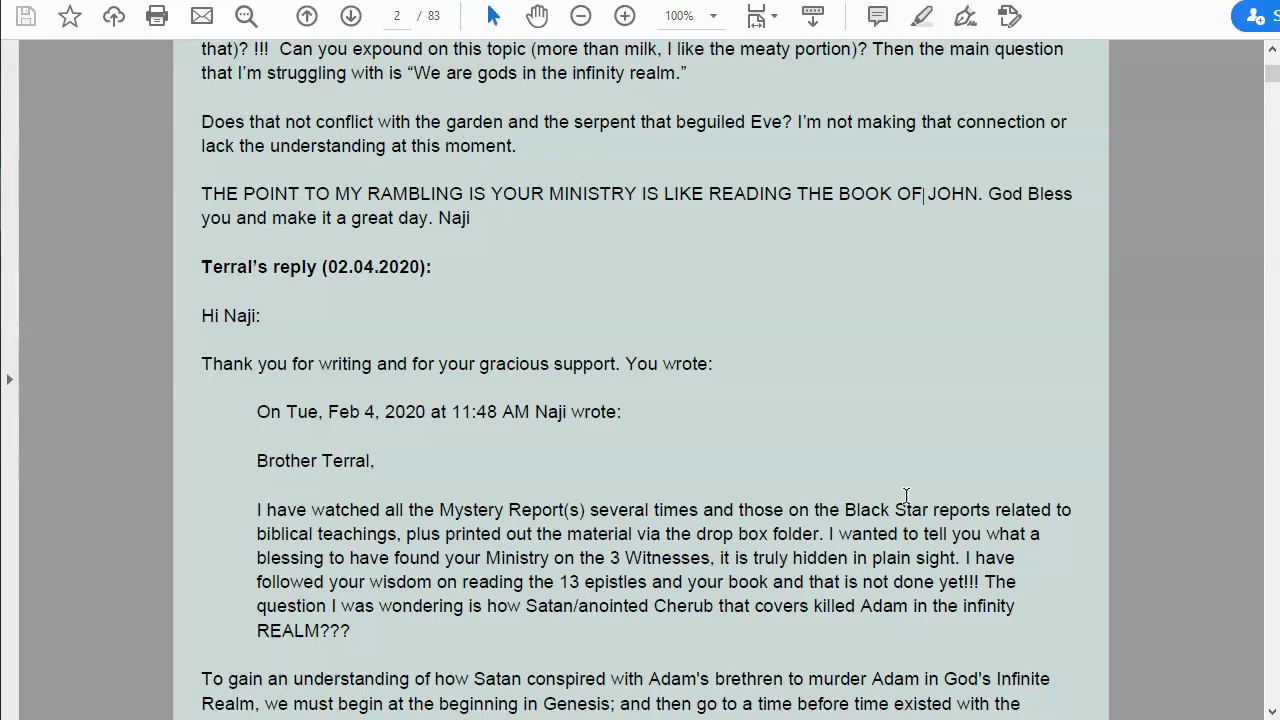 2 / 83
100%
S
that)? !!! Can you expound on this topic (more than milk, I like the meaty portion)? Then the main question
that I’m struggling with is “We are gods in the infinity realm.”
Does that not conflict with the garden and the serpent that beguiled Eve? I’m not making that connection or
lack the understanding at this moment.
THE POINT TO MY RAMBLING IS YOUR MINISTRY IS LIKE READING THE BOOK OF JOHN. God Bless
you and make it a great day. Naji
Terral’s reply (02.04.2020):
Hi Naji:
Thank you for writing and for your gracious support. You wrote:
On Tue, Feb 4, 2020 at 11:48 AM Naji wrote:
Brother Terral,
I have watched all the Mystery Report(s) several times and those on the Black Star reports related to
biblical teachings, plus printed out the material via the drop box folder. I wanted to tell you what a
blessing to have found your Ministry on the 3 Witnesses, it is truly hidden in plain sight. I have
followed your wisdom on reading the 13 epistles and your book and that is not done yet!!! The
question I was wondering is how Satan/anointed Cherub that covers killed Adam in the infinity
REALM???
To gain an understanding of how Satan conspired with Adam's brethren to murder Adam in God's Infinite
Realm, we must begin at the beginning in Genesis; and then go to a time before time existed with the